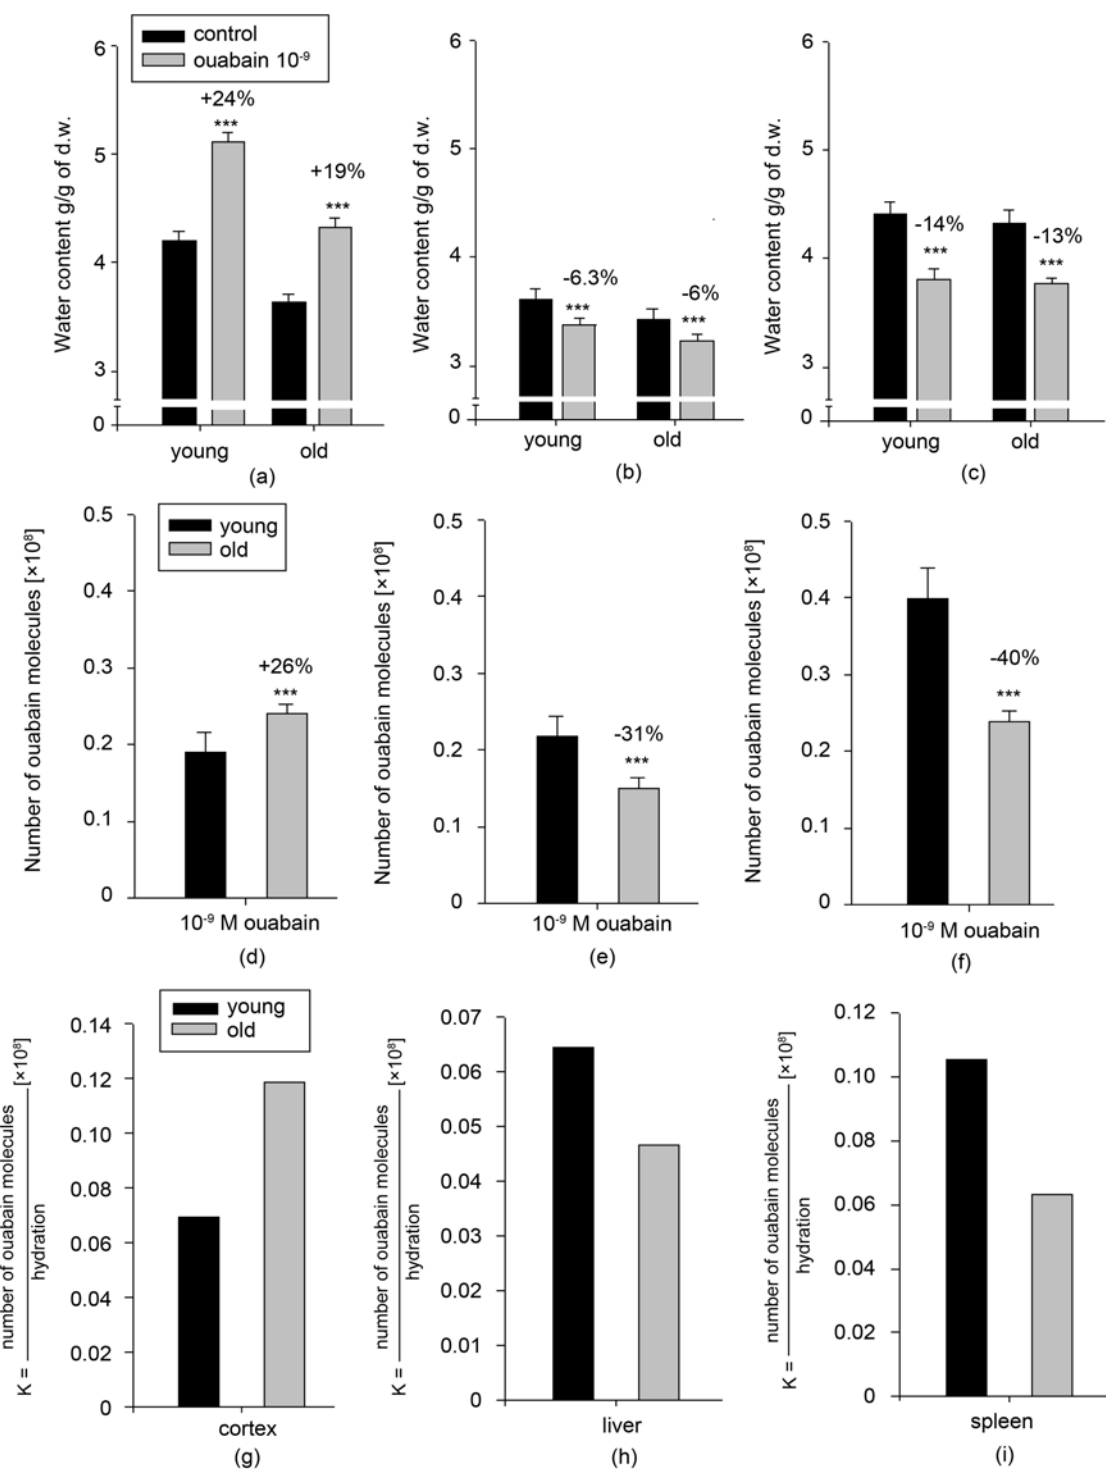 control
ouabain 10⁻⁹
Water content g/g of d.w.
6
5
4
3
0
+24%
***
+19%
***
young
old
(a)
Water content g/g of d.w.
6
5
4
3
0
-6.3%
***
-6%
***
young
old
(b)
Water content g/g of d.w.
6
5
4
3
0
-14%
***
-13%
***
young
old
(c)
young
old
Number of ouabain molecules [×10⁸]
0.5
0.4
0.3
0.2
0.1
0
+26%
***
10⁻⁹ M ouabain
(d)
Number of ouabain molecules [×10⁸]
0.5
0.4
0.3
0.2
0.1
0
-31%
***
10⁻⁹ M ouabain
(e)
Number of ouabain molecules [×10⁸]
0.5
0.4
0.3
0.2
0.1
0
-40%
***
10⁻⁹ M ouabain
(f)
young
old
K = number of ouabain molecules [×10⁸]
hydration
0.14
0.12
0.10
0.08
0.06
0.04
0.02
0
cortex
(g)
K = number of ouabain molecules [×10⁸]
hydration
0.07
0.06
0.05
0.04
0.03
0.02
0.01
0
liver
(h)
K = number of ouabain molecules [×10⁸]
hydration
0.12
0.10
0.08
0.06
0.04
0.02
0
spleen
(i)